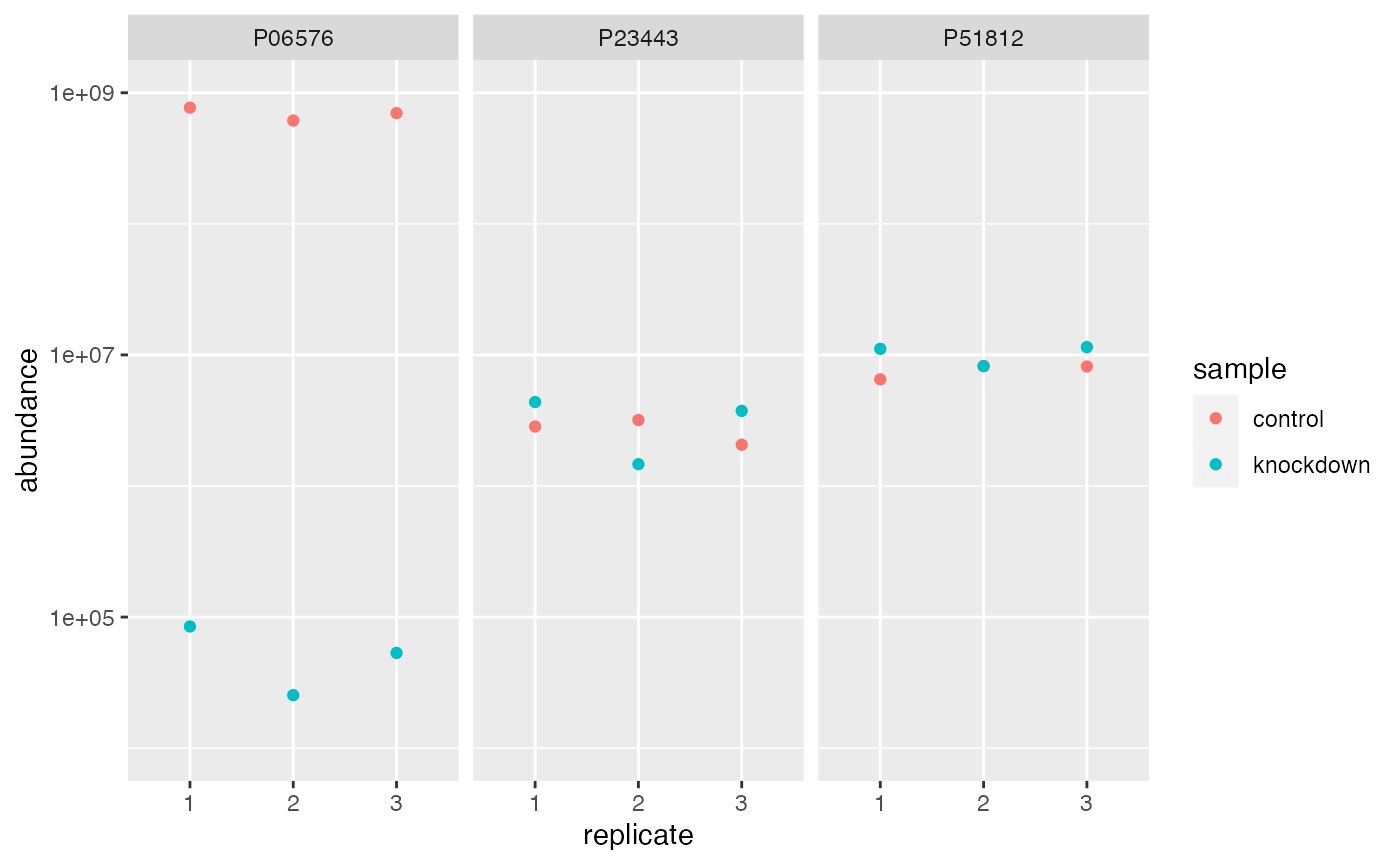 P06576 P23443 P51812
1e+09
1e+07
1e+05
abundance
1 2 3 1 2 3 1 2 3
replicate
sample
control
knockdown